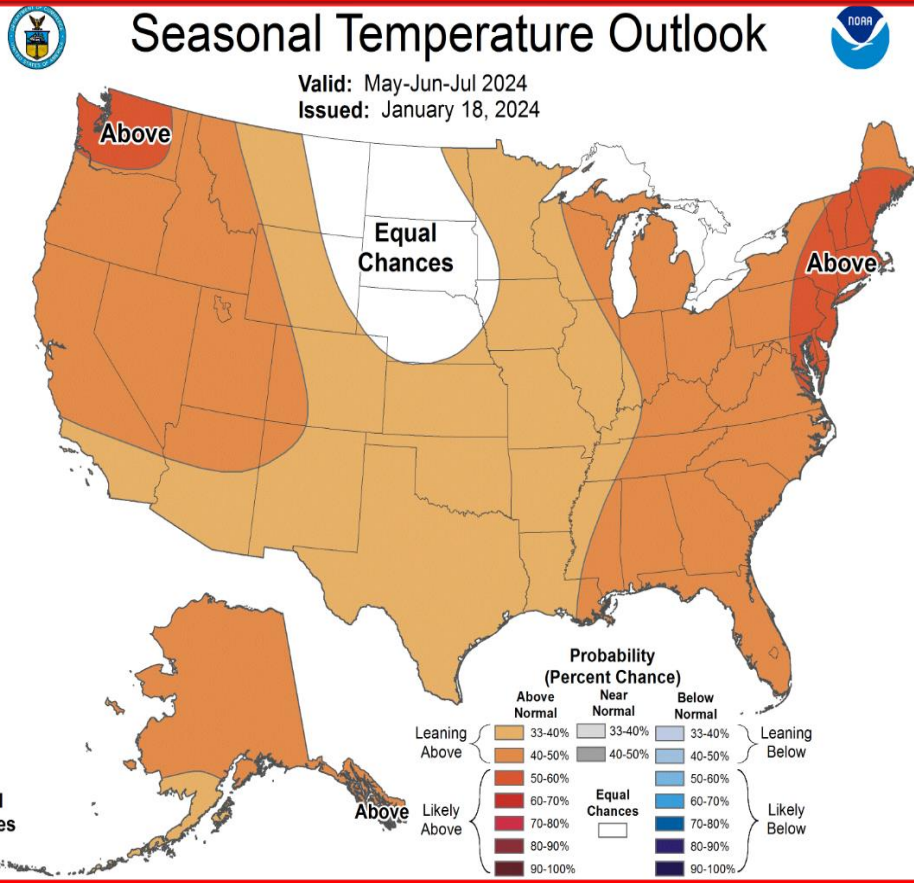 Seasonal Temperature Outlook
NOAA
Valid: May-Jun-Jul 2024
Issued: January 18, 2024
Above
Equal
Chances
Above
Above
Probability
(Percent Chance)
Above
Normal
Near
Normal
Below
Normal
Leaning
Above
33-40%
33-40%
33-40%
Leaning
Below
40-50%
40-50%
40-50%
Likely
Above
50-60%
50-60%
Likely
Below
60-70%
60-70%
Equal
Chances
70-80%
70-80%
80-90%
80-90%
90-100%
90-100%